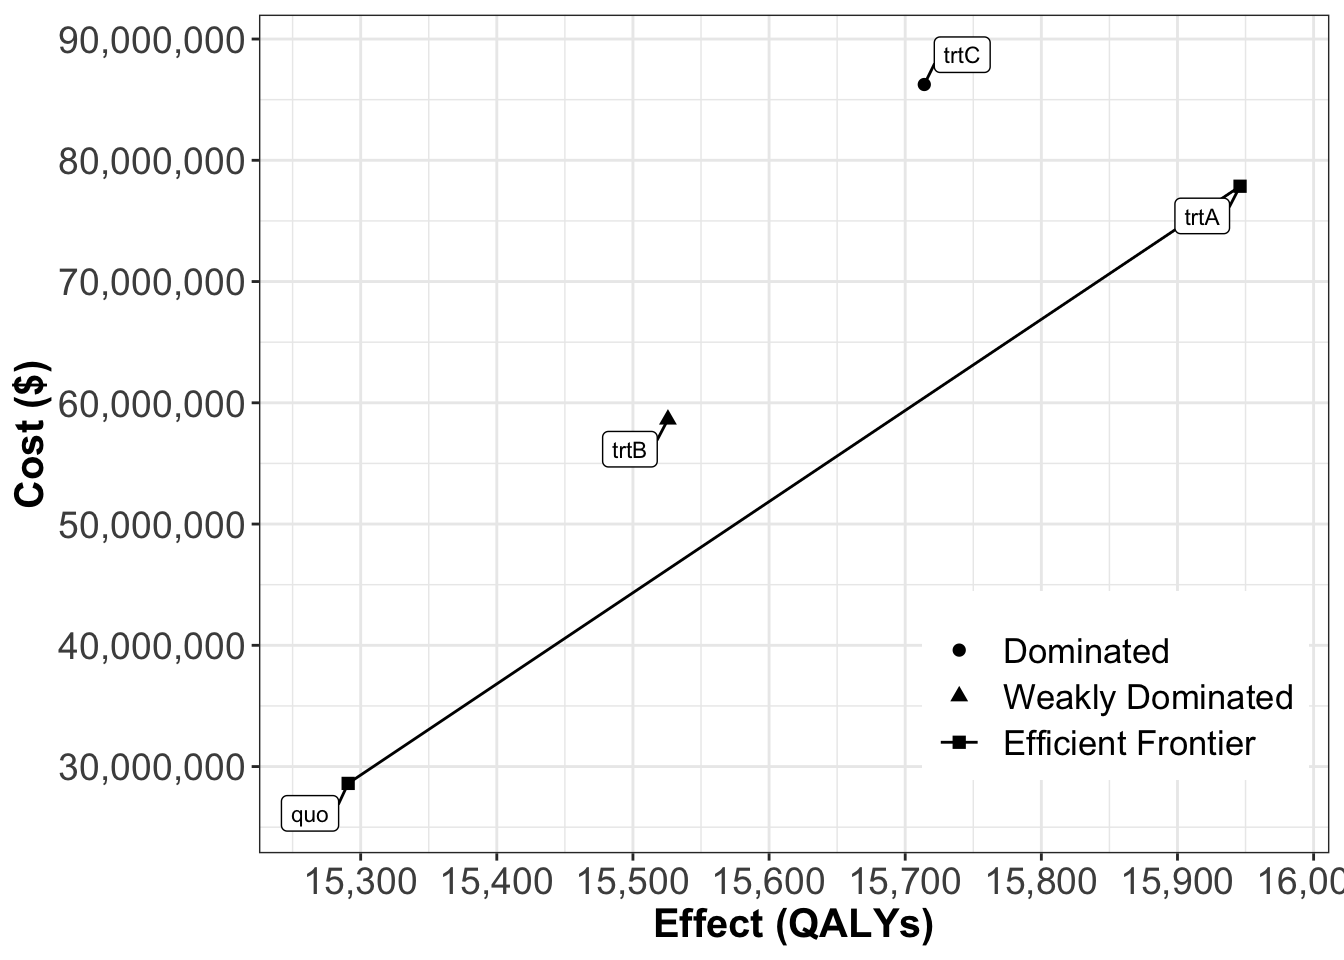 90,000,000
80,000,000
70,000,000
60,000,000
50,000,000
40,000,000
30,000,000
Cost ($)
trtC
trtA
trtB
quo
Dominated
Weakly Dominated
Efficient Frontier
15,300 15,400 15,500 15,600 15,700 15,800 15,900 16,00
Effect (QALYs)